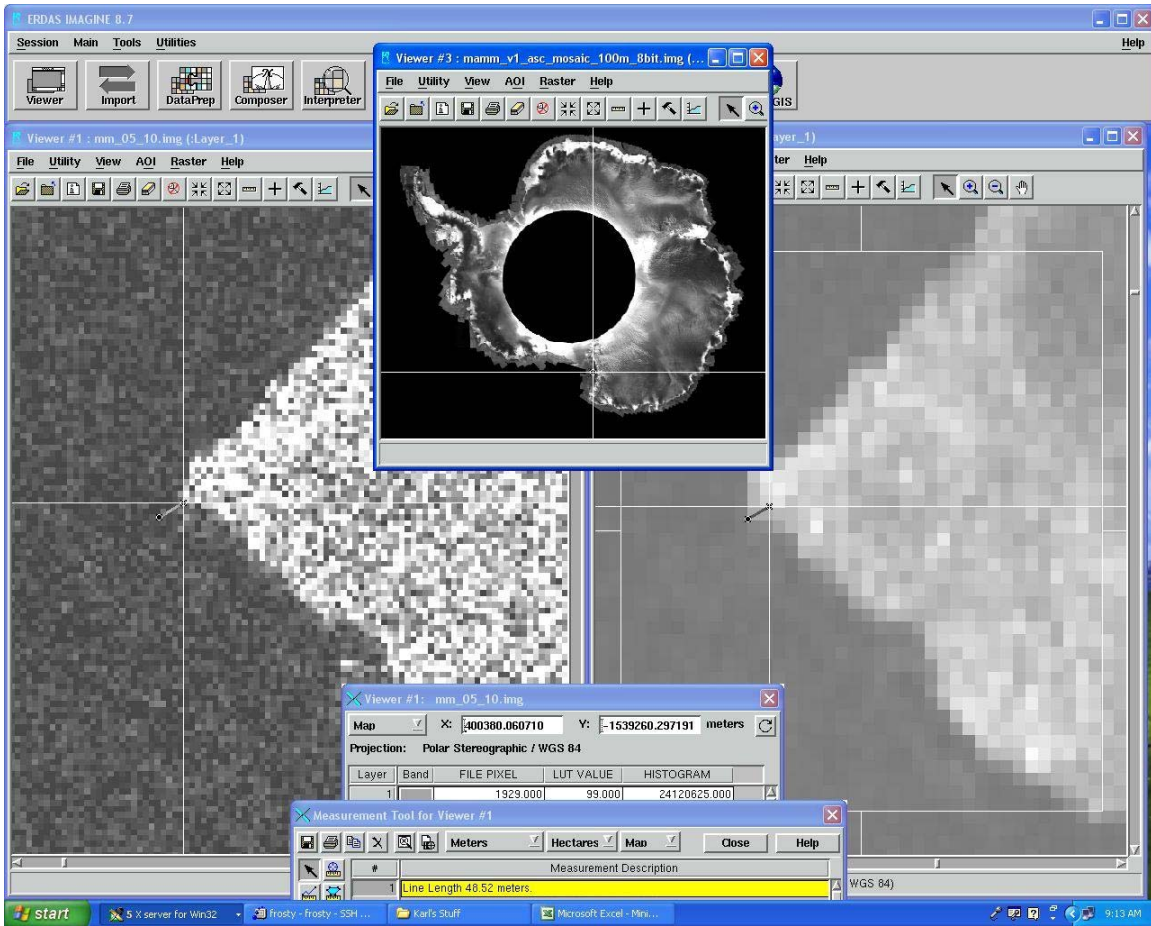 ERDAS IMAGINE 8.7
Session Main Tools Utilities Help
Viewer Import DataPrep Composer Interpreter GIS
Viewer #3 : mamm_v1_asc_mosaic_100m_8bit.img (...
File Utility View AOI Raster Help
Viewer #1 : mm_05_10.img (:Layer_1)
File Utility View AOI Raster Help
ayer_1)
ter Help
Viewer #1: mm_05_10.img
Map X: 400380.060710 Y: -1539260.297191 meters
Projection: Polar Stereographic / WGS 84
Layer Band FILE PIXEL LUT VALUE HISTOGRAM
1 1929.000 99.000 24120625.000
Measurement Tool for Viewer #1
Meters Hectares Map Close Help
# Measurement Description
1 Line Length 48.52 meters.
WGS 84)
start 5 X server for Win32 frosty - frosty - SSH ... Karl's Stuff Microsoft Excel - Mini... 9:13 AM